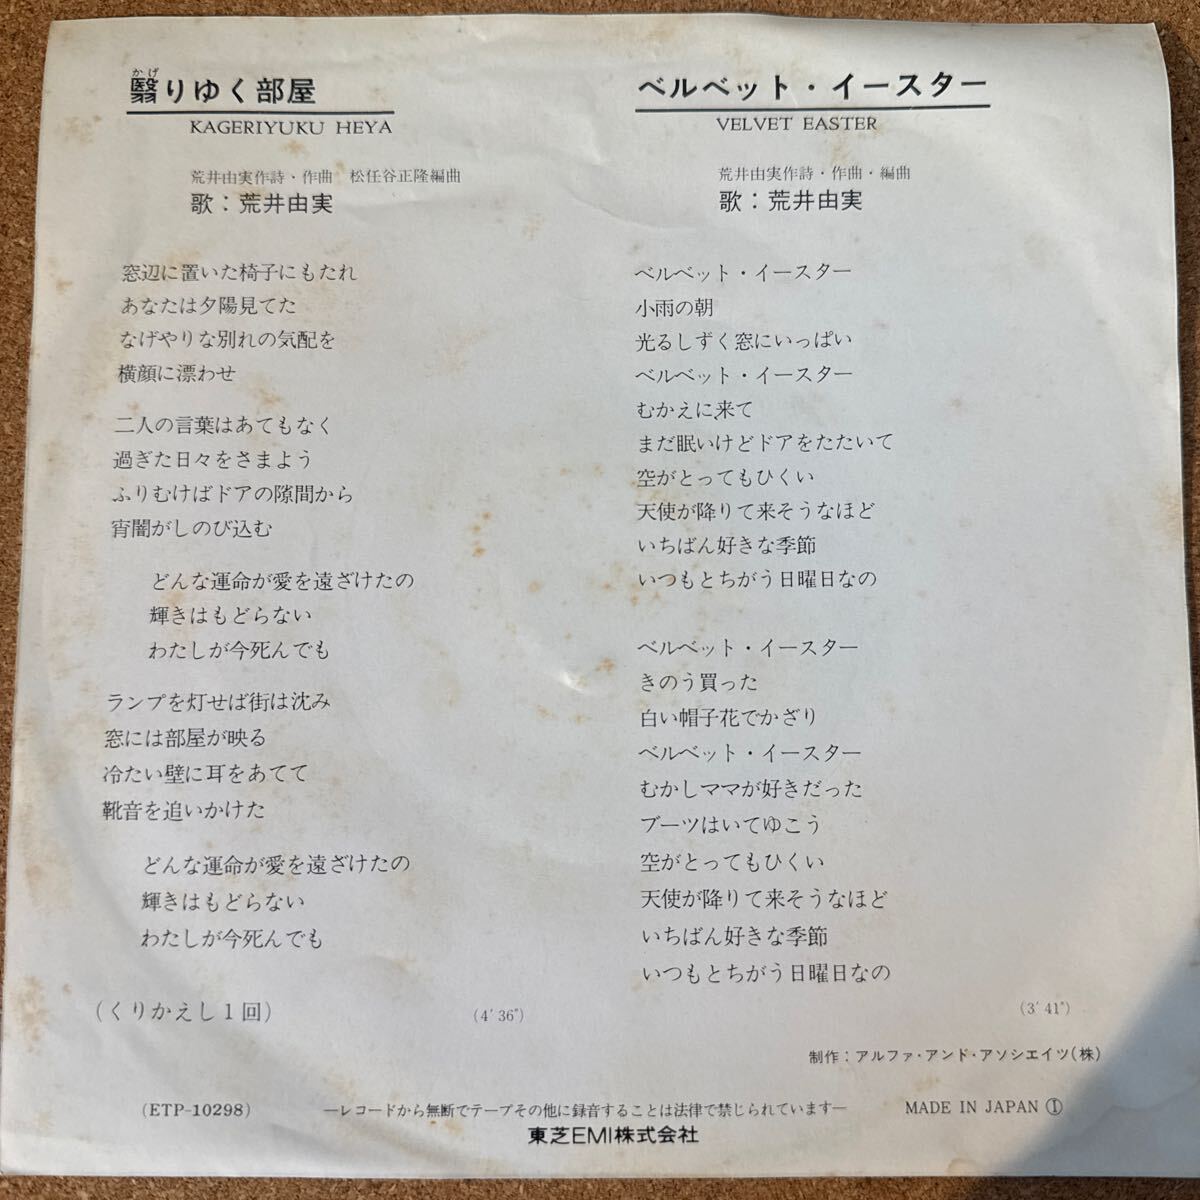 翳りゆく部屋
かげ
KAGERIYUKU HEYA
荒井由実作詩・作曲　松任谷正隆編曲
歌：荒井由実
窓辺に置いた椅子にもたれ
あなたは夕陽見てた
なげやりな別れの気配を
横顔に漂わせ
二人の言葉はあてもなく
過ぎた日々をさまよう
ふりむけばドアの隙間から
宵闇がしのび込む
どんな運命が愛を遠ざけたの
輝きはもどらない
わたしが今死んでも
ランプを灯せば街は沈み
窓には部屋が映る
冷たい壁に耳をあてて
靴音を追いかけた
どんな運命が愛を遠ざけたの
輝きはもどらない
わたしが今死んでも
（くりかえし1回）
(4′36″)
ベルベット・イースター
VELVET EASTER
荒井由実作詩・作曲・編曲
歌：荒井由実
ベルベット・イースター
小雨の朝
光るしずく窓にいっぱい
ベルベット・イースター
むかえに来て
まだ眠いけどドアをたたいて
空がとってもひくい
天使が降りて来そうなほど
いちばん好きな季節
いつもとちがう日曜日なの
ベルベット・イースター
きのう買った
白い帽子花でかざり
ベルベット・イースター
むかしママが好きだった
ブーツはいてゆこう
空がとってもひくい
天使が降りて来そうなほど
いちばん好きな季節
いつもとちがう日曜日なの
(3′41″)
制作：アルファ・アンド・アソシエイツ(株)
(ETP-10298)
―レコードから無断でテープその他に録音することは法律で禁じられています―
MADE IN JAPAN Ⓘ
東芝EMI株式会社